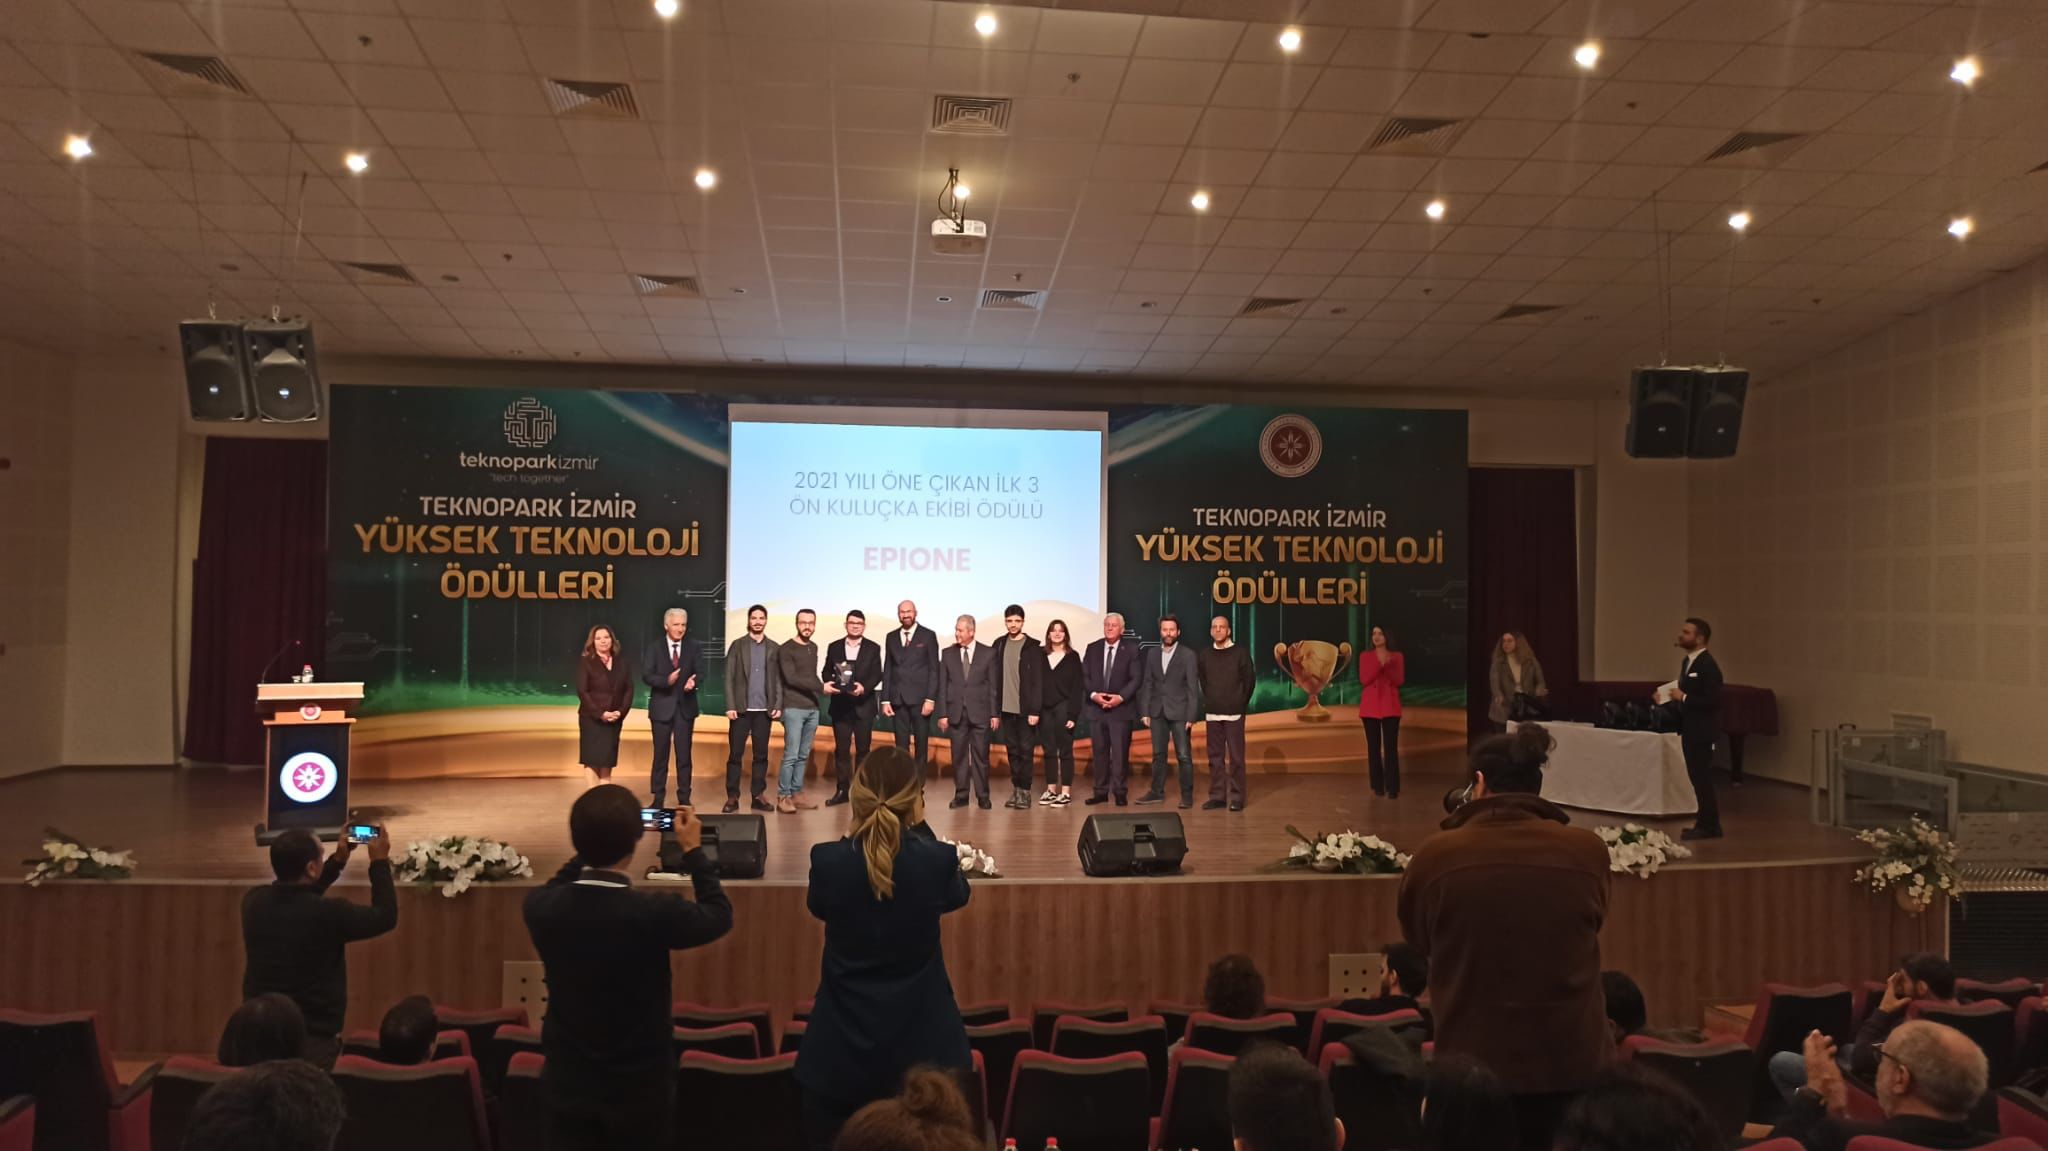 teknoparkizmir
"tech together"
TEKNOPARK İZMİR
YÜKSEK TEKNOLOJİ
ÖDÜLLERİ
2021 YILI ÖNE ÇIKAN İLK 3
ÖN KULUÇKA EKİBİ ÖDÜLÜ
EPIONE
TEKNOPARK İZMİR
YÜKSEK TEKNOLOJİ
ÖDÜLLERİ